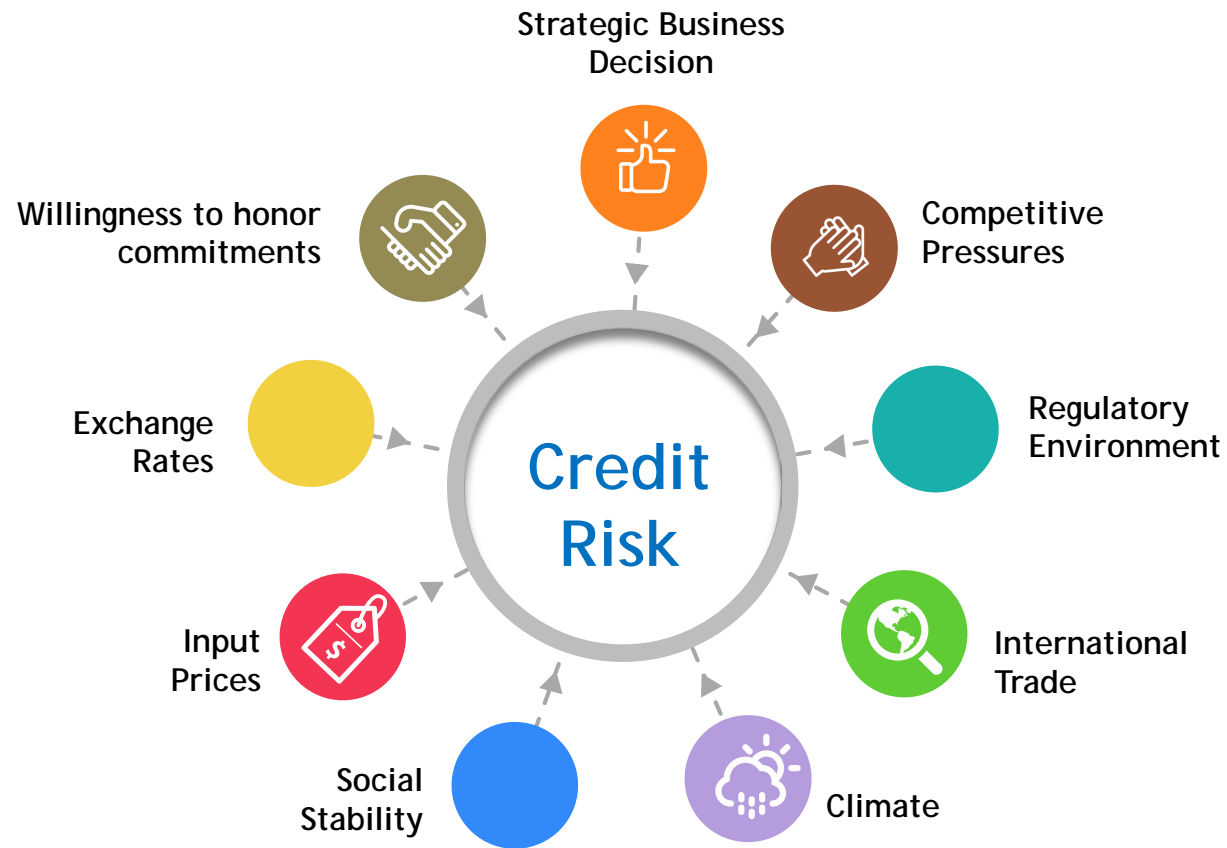 Strategic Business
Decision
Willingness to honor
commitments
Competitive
Pressures
Exchange
Rates
Credit
Risk
Regulatory
Environment
Input
Prices
$
International
Trade
Social
Stability
Climate